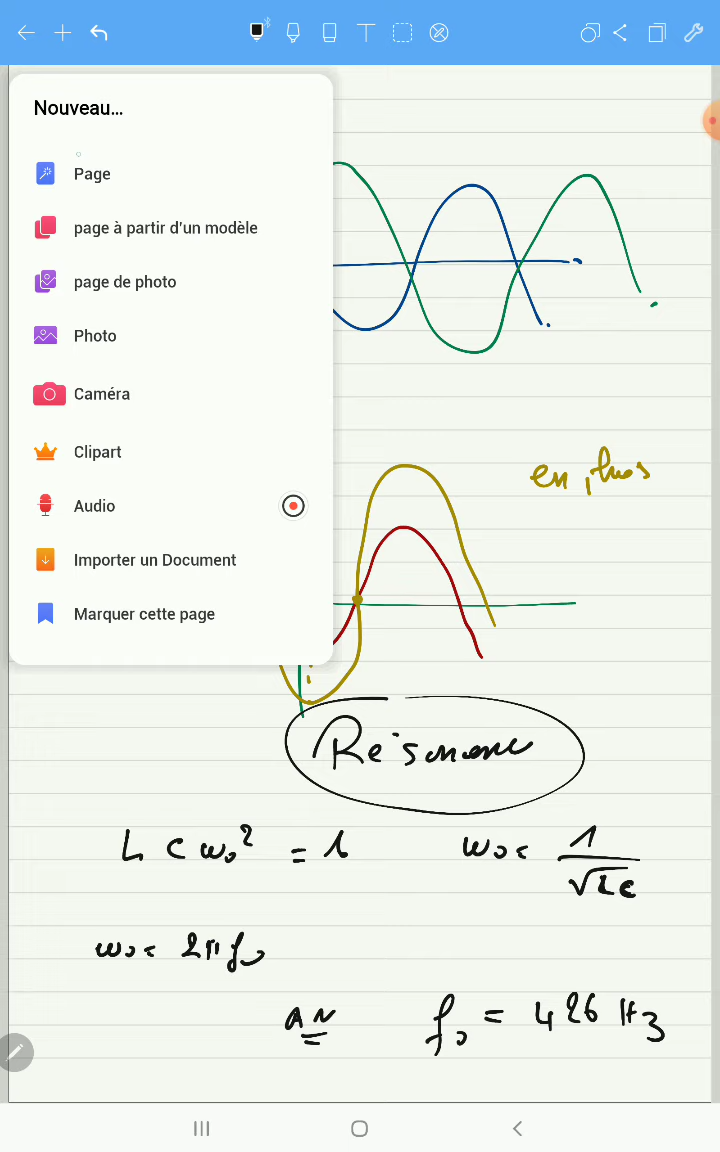 Nouveau...
Page
page à partir d'un modèle
page de photo
Photo
Caméra
Clipart
Audio
Importer un Document
Marquer cette page
en phas
Résonance
L C ω₀² = 1 ω₀ = 1/√LC
ω₀ = 2π f₀
AN f₀ = 426 Hz